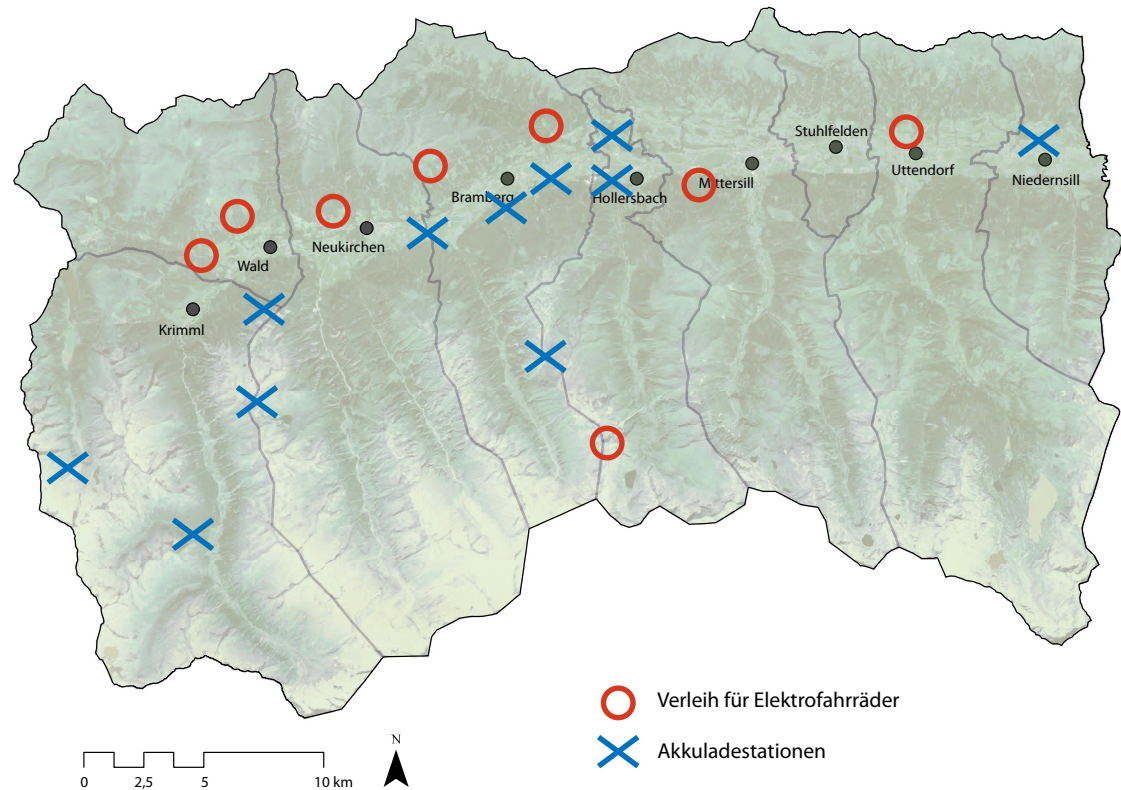 Stuhlfelden
Uttendorf
Niedernsill
Mittersill
Bramberg
Hollersbach
Neukirchen
Wald
Krimml
Verleih für Elektrofahrräder
Akkuladestationen
N
0 2,5 5 10 km